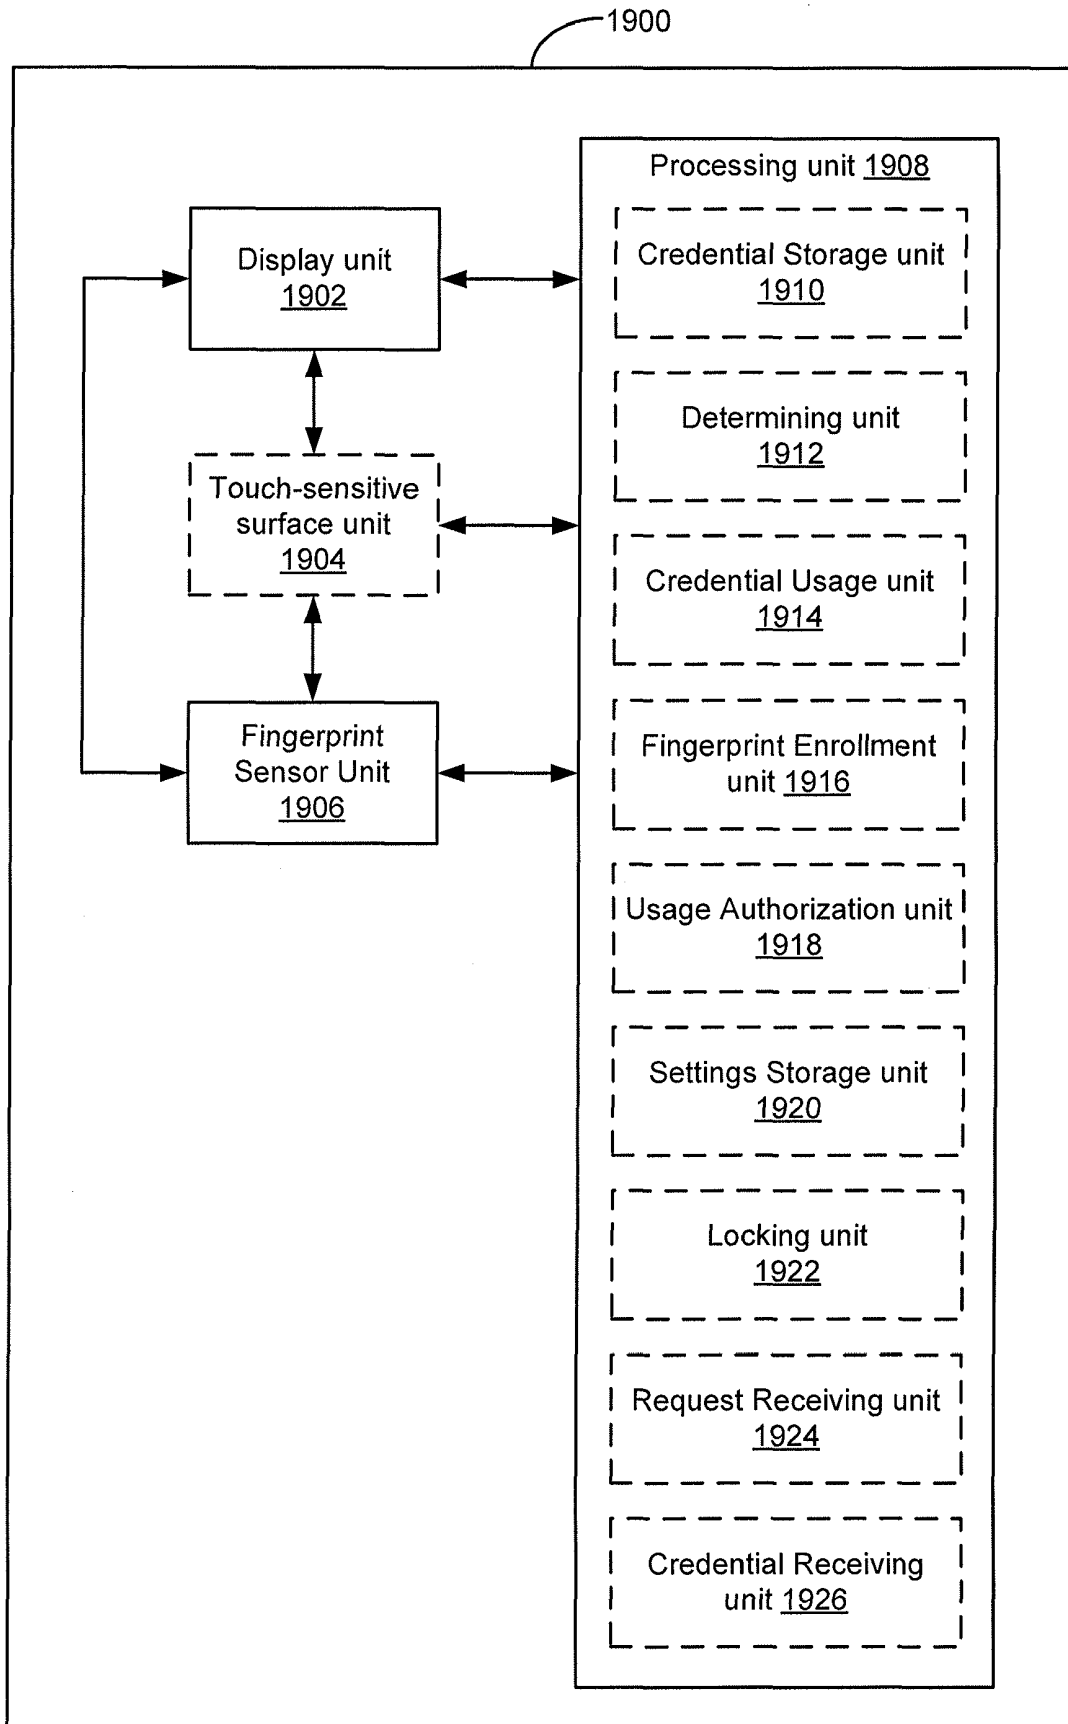 1900
Processing unit 1908
Display unit
1902
Touch-sensitive
surface unit
1904
Fingerprint
Sensor Unit
1906
Credential Storage unit
1910
Determining unit
1912
Credential Usage unit
1914
Fingerprint Enrollment
unit 1916
Usage Authorization unit
1918
Settings Storage unit
1920
Locking unit
1922
Request Receiving unit
1924
Credential Receiving
unit 1926